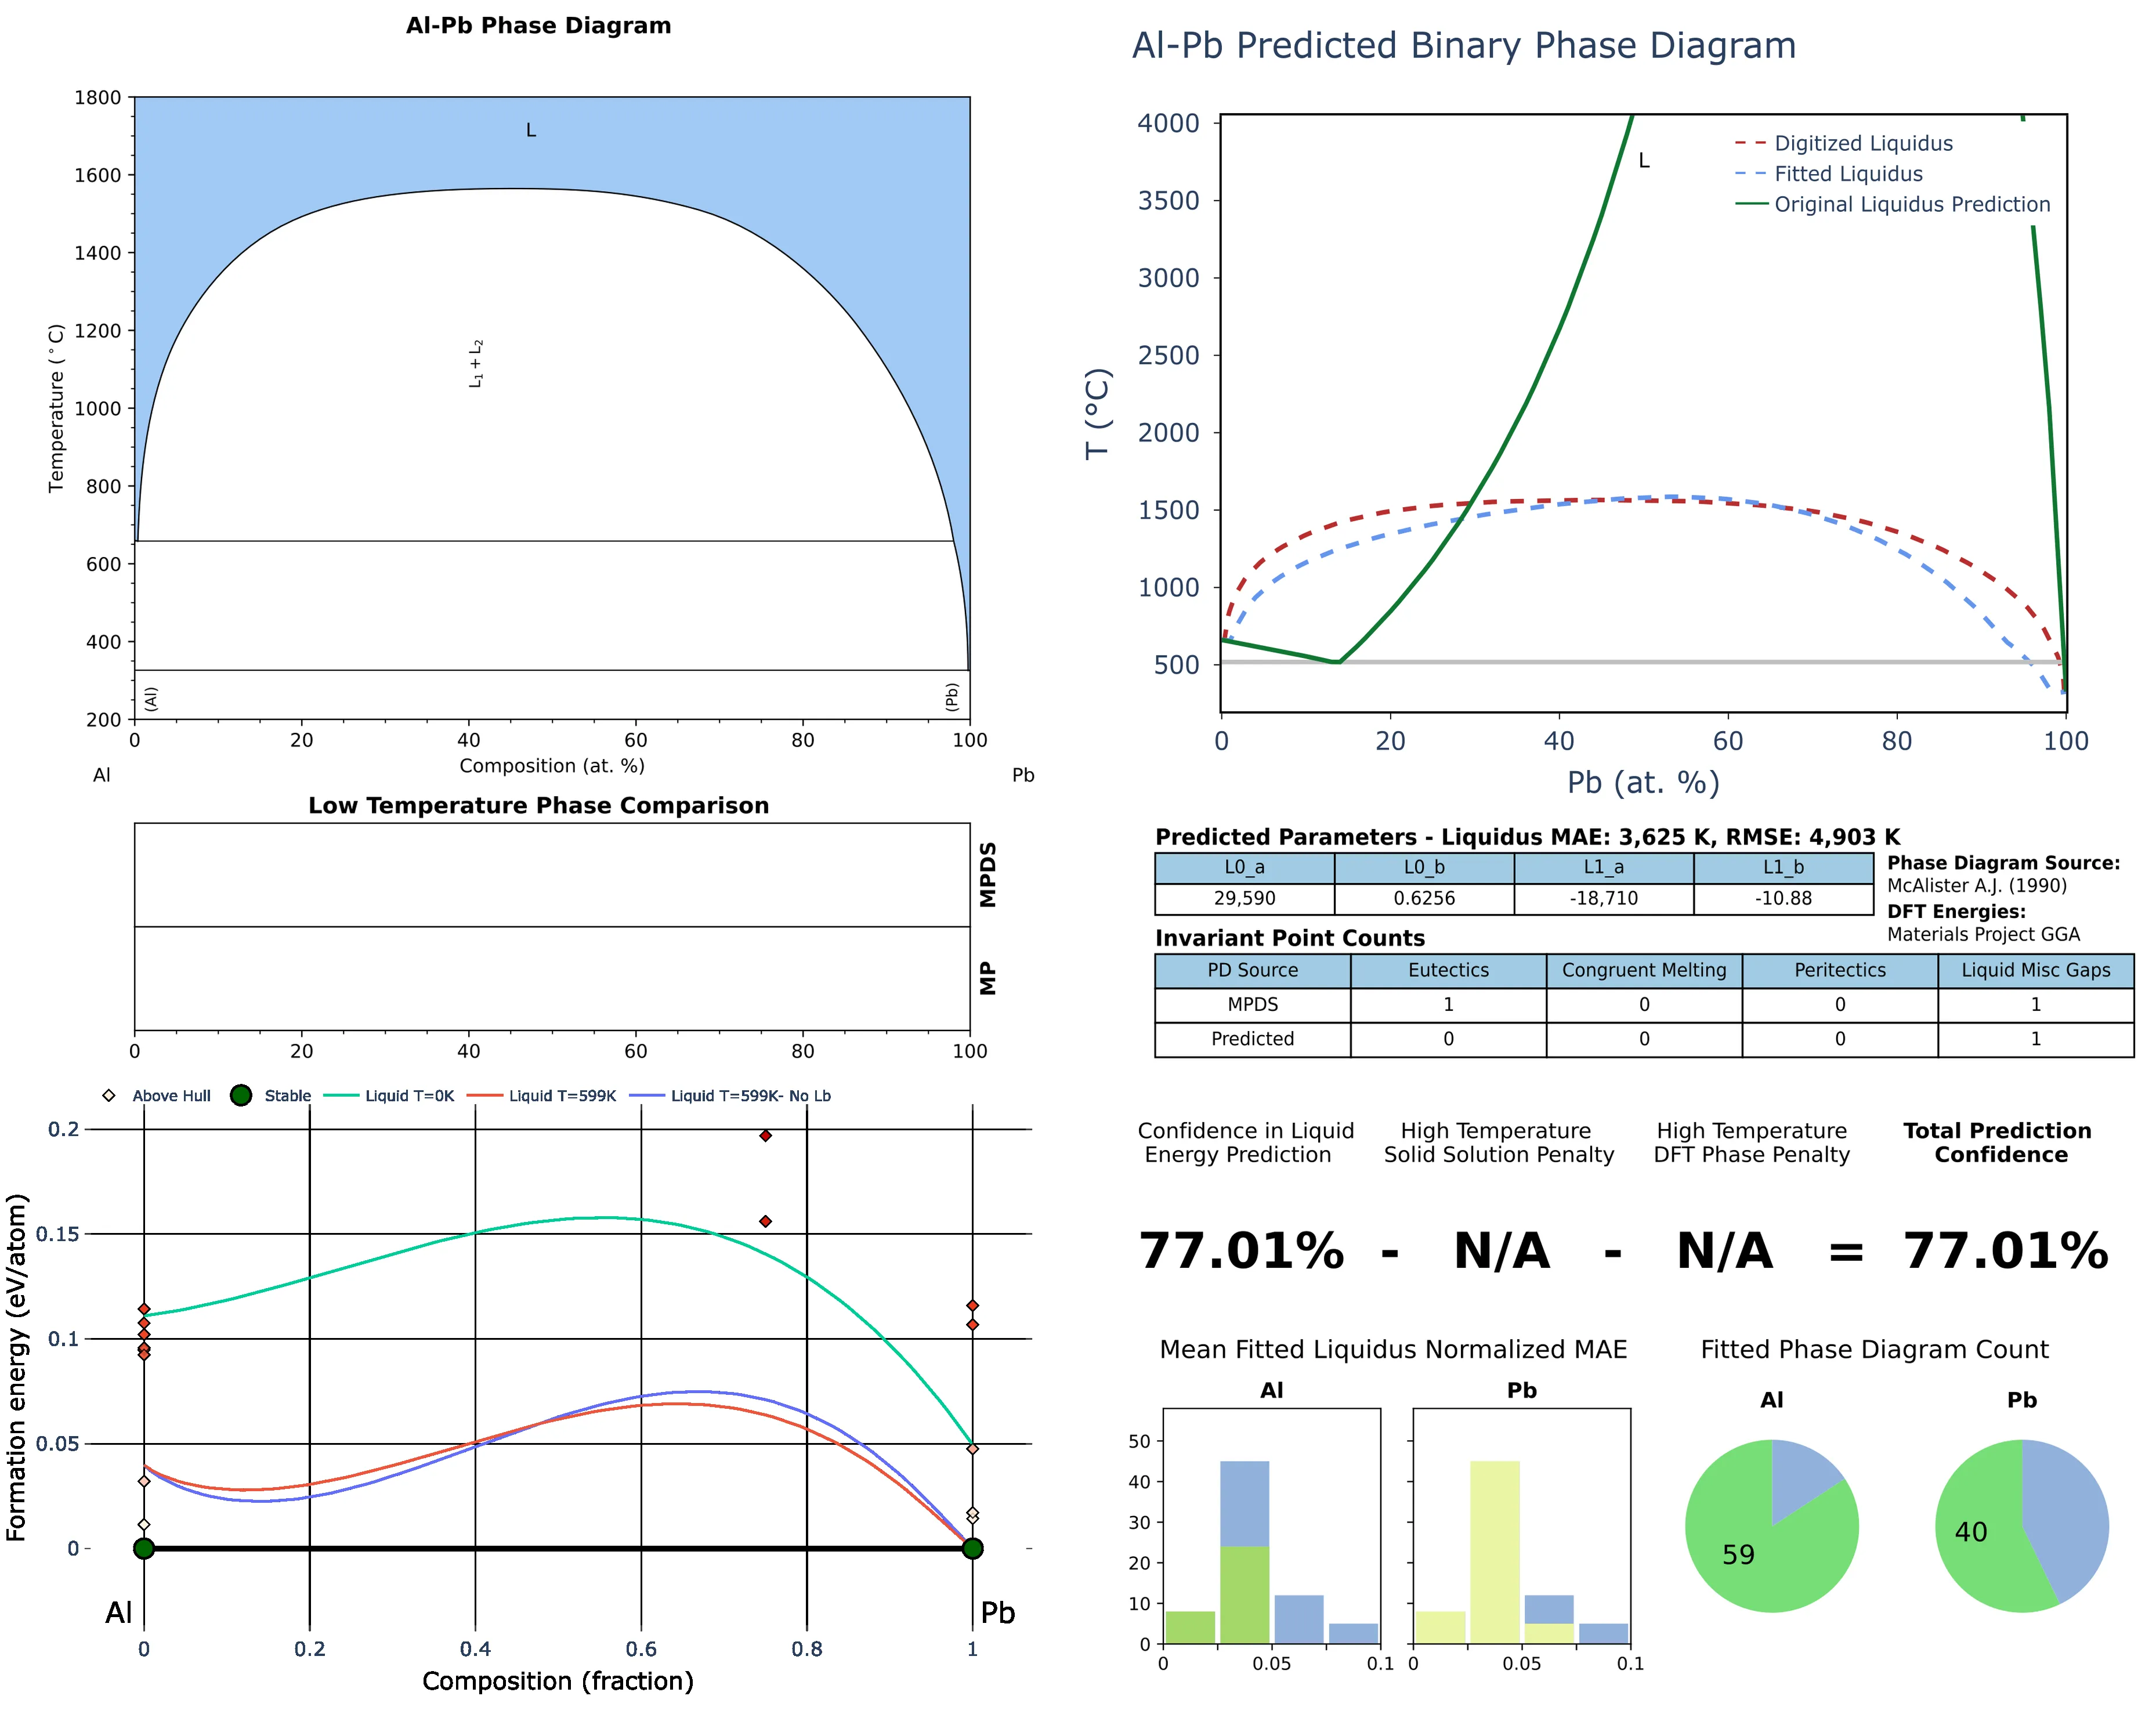 Al-Pb Phase Diagram
1800
1600
1400
1200
1000
800
600
400
200
Temperature (°C)
L
L1 + L2
(Al)
(Pb)
0 20 40 60 80 100
Composition (at. %)
Al Pb
Low Temperature Phase Comparison
MPDS
MP
0 20 40 60 80 100
Above Hull Stable Liquid T=0K Liquid T=599K Liquid T=599K- No Lb
0.2
0.15
0.1
0.05
0
Formation energy (eV/atom)
Al Pb
0 0.2 0.4 0.6 0.8 1
Composition (fraction)
Al-Pb Predicted Binary Phase Diagram
4000
3500
3000
2500
2000
1500
1000
500
T (°C)
L
Digitized Liquidus
Fitted Liquidus
Original Liquidus Prediction
0 20 40 60 80 100
Pb (at. %)
Predicted Parameters - Liquidus MAE: 3,625 K, RMSE: 4,903 K
L0_a L0_b L1_a L1_b
29,590 0.6256 -18,710 -10.88
Phase Diagram Source:
McAlister A.J. (1990)
DFT Energies:
Materials Project GGA
Invariant Point Counts
PD Source Eutectics Congruent Melting Peritectics Liquid Misc Gaps
MPDS 1 0 0 1
Predicted 0 0 0 1
Confidence in Liquid
Energy Prediction
High Temperature
Solid Solution Penalty
High Temperature
DFT Phase Penalty
Total Prediction
Confidence
77.01% - N/A - N/A = 77.01%
Mean Fitted Liquidus Normalized MAE
Al Pb
50
40
30
20
10
0
0 0.05 0.1 0 0.05 0.1
Fitted Phase Diagram Count
Al Pb
59 40